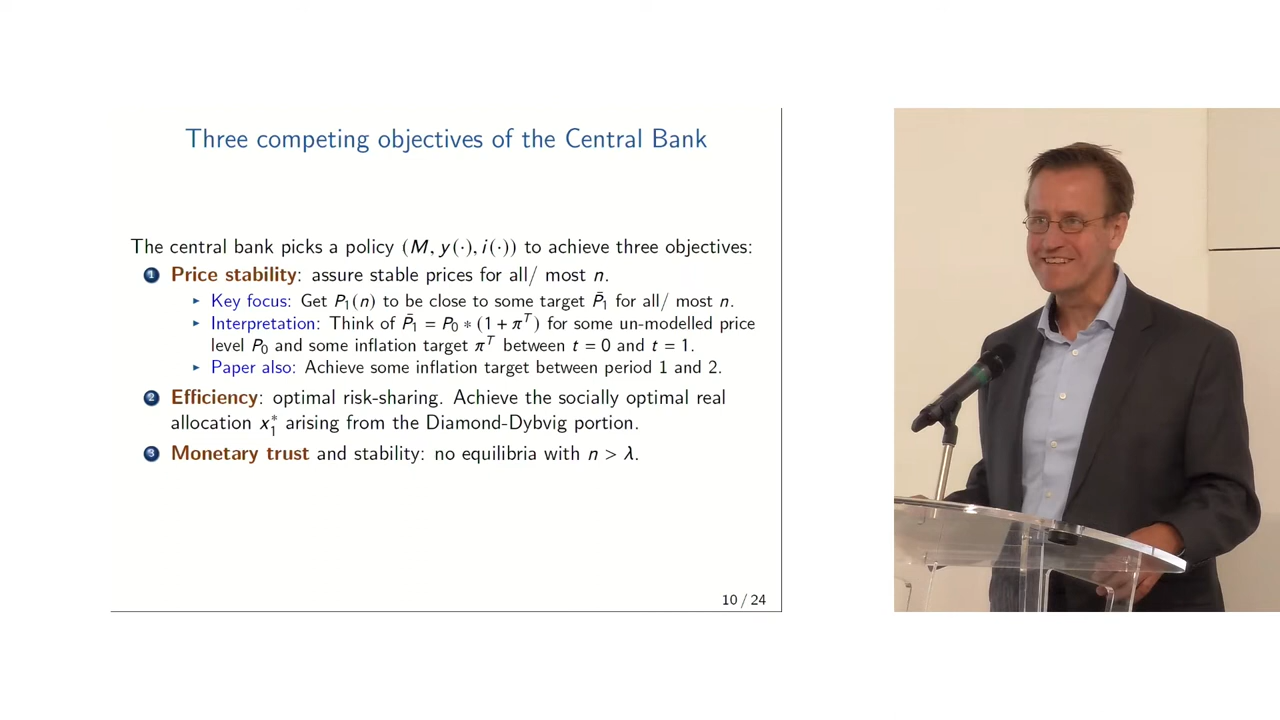 Three competing objectives of the Central Bank
The central bank picks a policy (M, y(·), i(·)) to achieve three objectives:
1 Price stability: assure stable prices for all/ most n.
▸ Key focus: Get P₁(n) to be close to some target P̄₁ for all/ most n.
▸ Interpretation: Think of P̄₁ = P₀ ∗ (1 + πᵀ) for some un-modelled price
level P₀ and some inflation target πᵀ between t = 0 and t = 1.
▸ Paper also: Achieve some inflation target between period 1 and 2.
2 Efficiency: optimal risk-sharing. Achieve the socially optimal real
allocation x₁* arising from the Diamond-Dybvig portion.
3 Monetary trust and stability: no equilibria with n > λ.
10 / 24